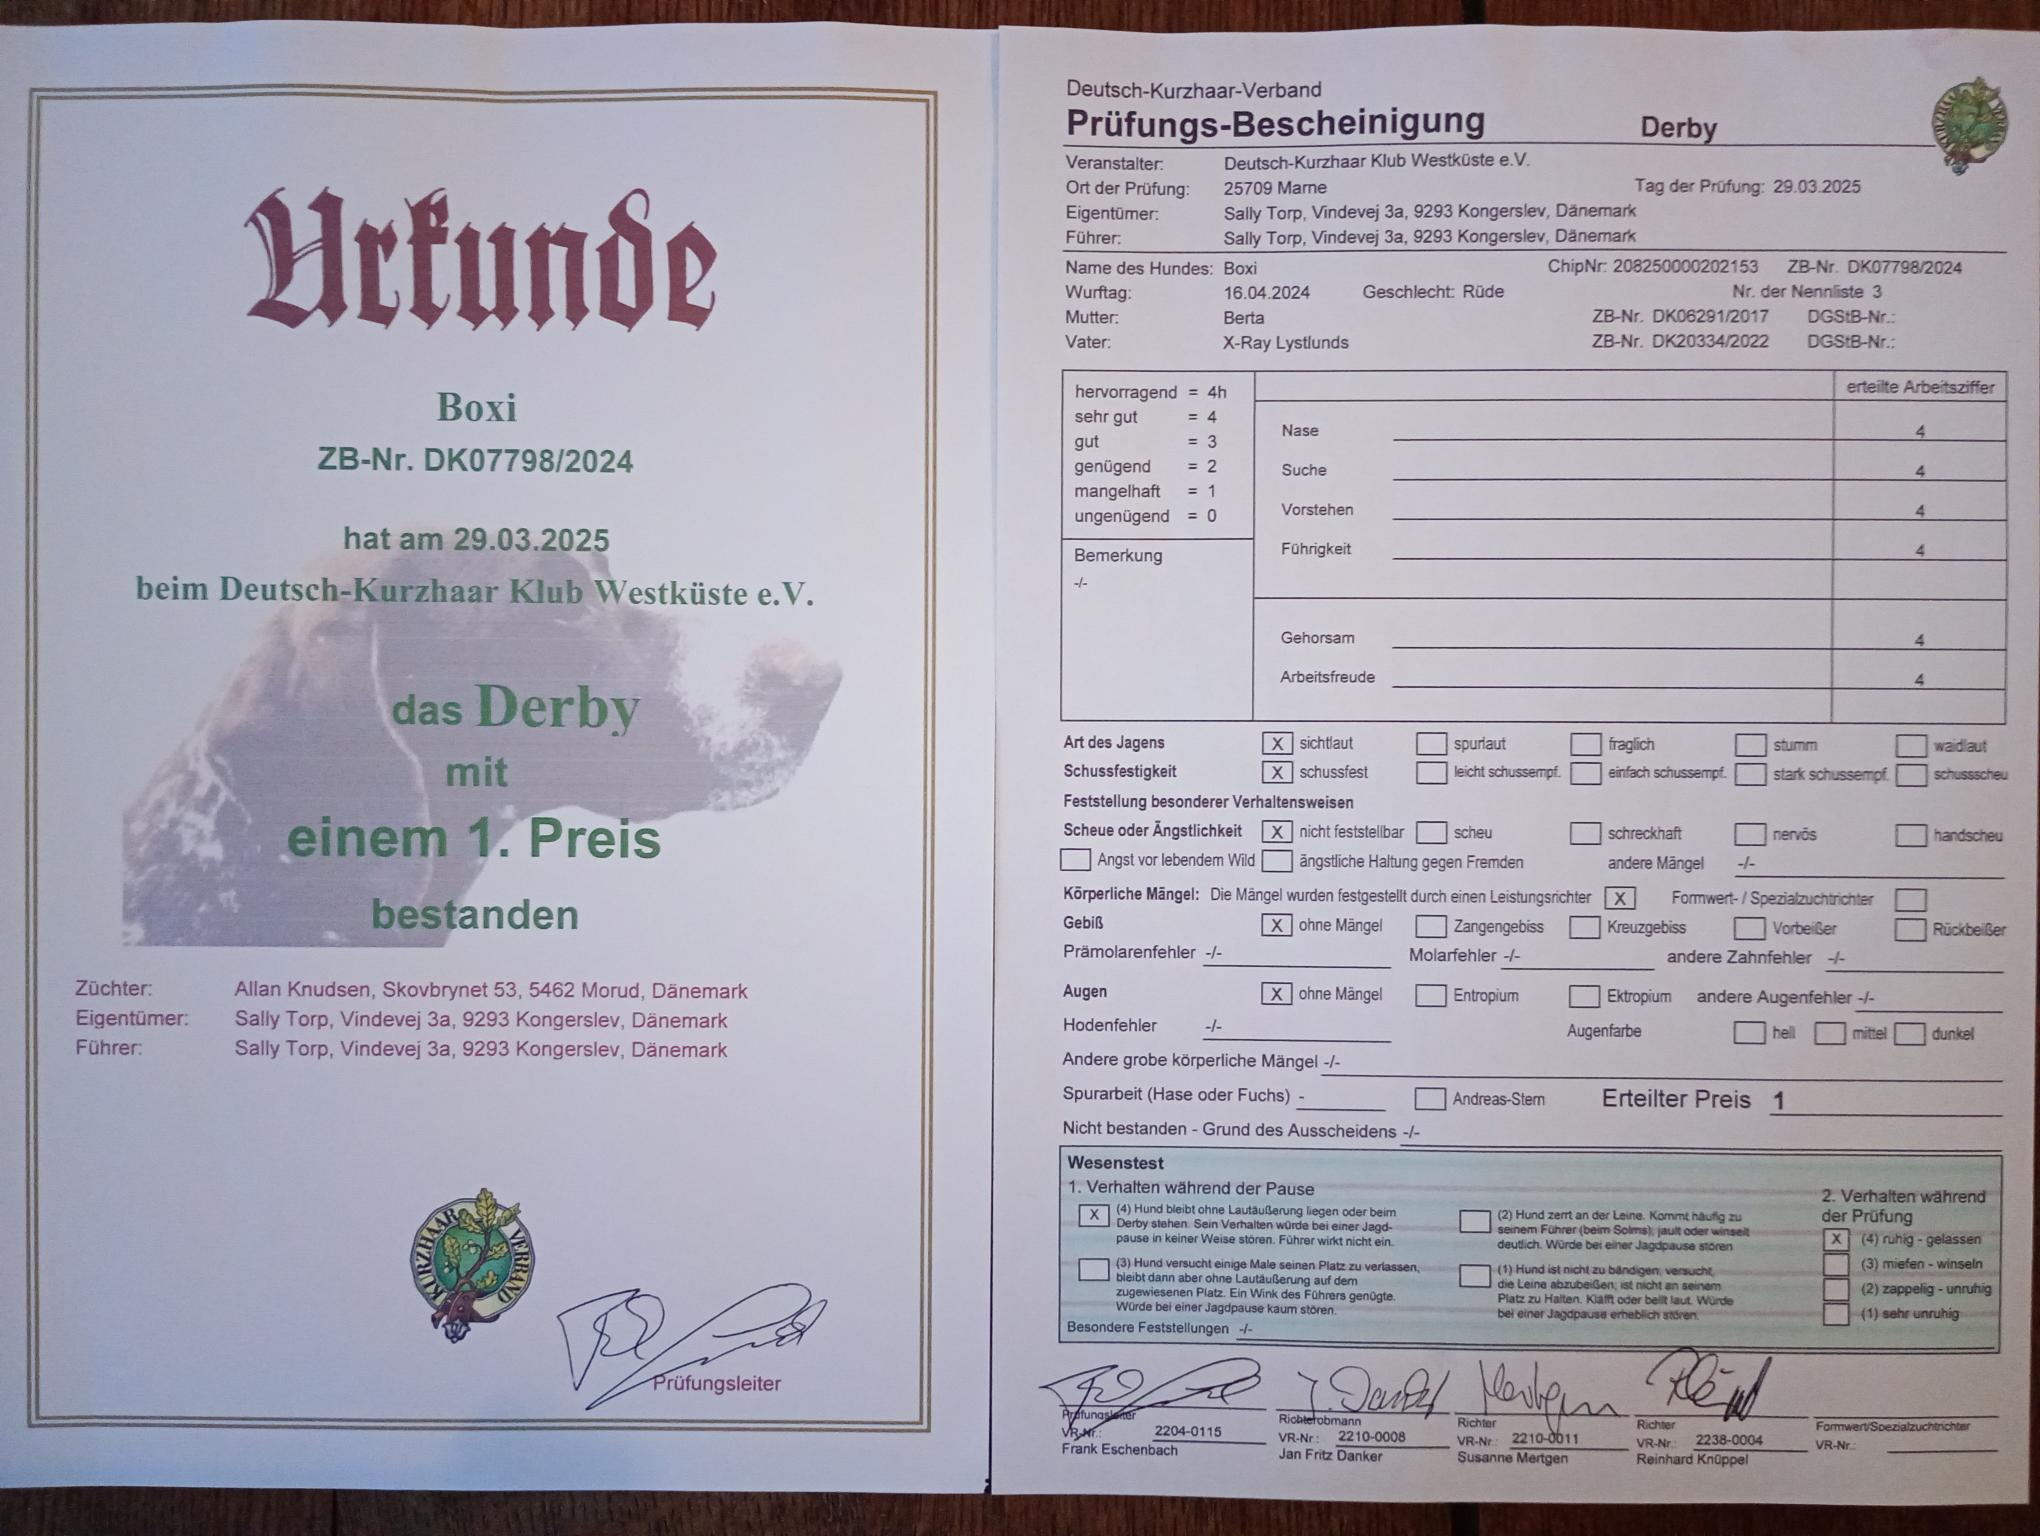 Urkunde
Boxi
ZB-Nr. DK07798/2024
hat am 29.03.2025
beim Deutsch-Kurzhaar Klub Westküste e.V.
das Derby
mit
einem 1. Preis
bestanden
Züchter: Allan Knudsen, Skovbrynet 53, 5462 Morud, Dänemark
Eigentümer: Sally Torp, Vindevej 3a, 9293 Kongerslev, Dänemark
Führer: Sally Torp, Vindevej 3a, 9293 Kongerslev, Dänemark
KURZHAAR VERBAND
Prüfungsleiter
Deutsch-Kurzhaar-Verband
Prüfungs-Bescheinigung Derby
KURZHAAR VERBAND
Veranstalter: Deutsch-Kurzhaar Klub Westküste e.V.
Ort der Prüfung: 25709 Marne Tag der Prüfung: 29.03.2025
Eigentümer: Sally Torp, Vindevej 3a, 9293 Kongerslev, Dänemark
Führer: Sally Torp, Vindevej 3a, 9293 Kongerslev, Dänemark
Name des Hundes: Boxi ChipNr: 208250000202153 ZB-Nr. DK07798/2024
Wurftag: 16.04.2024 Geschlecht: Rüde Nr. der Nennliste 3
Mutter: Berta ZB-Nr. DK06291/2017 DGStB-Nr.:
Vater: X-Ray Lystlunds ZB-Nr. DK20334/2022 DGStB-Nr.:
hervorragend = 4h
sehr gut = 4
gut = 3
genügend = 2
mangelhaft = 1
ungenügend = 0
Bemerkung
-/-
erteilte Arbeitsziffer
Nase 4
Suche 4
Vorstehen 4
Führigkeit 4
Gehorsam 4
Arbeitsfreude 4
Art des Jagens X sichtlaut spurlaut fraglich stumm waidlaut
Schussfestigkeit X schussfest leicht schussempf. einfach schussempf. stark schussempf. schussscheu
Feststellung besonderer Verhaltensweisen
Scheue oder Ängstlichkeit X nicht feststellbar scheu schreckhaft nervös handscheu
Angst vor lebendem Wild ängstliche Haltung gegen Fremden andere Mängel -/-
Körperliche Mängel: Die Mängel wurden festgestellt durch einen Leistungsrichter X Formwert- / Spezialzuchtrichter
Gebiß X ohne Mängel Zangengebiss Kreuzgebiss Vorbeißer Rückbeißer
Prämolarenfehler -/- Molarfehler -/- andere Zahnfehler -/-
Augen X ohne Mängel Entropium Ektropium andere Augenfehler -/-
Hodenfehler -/- Augenfarbe hell mittel dunkel
Andere grobe körperliche Mängel -/-
Spurarbeit (Hase oder Fuchs) - Andreas-Stern Erteilter Preis 1
Nicht bestanden - Grund des Ausscheidens -/-
Wesenstest
1. Verhalten während der Pause
X (4) Hund bleibt ohne Lautäußerung liegen oder beim
Derby stehen. Sein Verhalten würde bei einer Jagd-
pause in keiner Weise stören. Führer wirkt nicht ein.
(3) Hund versucht einige Male seinen Platz zu verlassen,
bleibt dann aber ohne Lautäußerung auf dem
zugewiesenen Platz. Ein Wink des Führers genügte.
Würde bei einer Jagdpause kaum stören.
(2) Hund zerrt an der Leine. Kommt häufig zu
seinem Führer (beim Solms), jault oder winselt
deutlich. Würde bei einer Jagdpause stören
(1) Hund ist nicht zu bändigen, versucht,
die Leine abzubeißen, ist nicht an seinem
Platz zu Halten. Kläfft oder bellt laut. Würde
bei einer Jagdpause erheblich stören.
2. Verhalten während
der Prüfung
X (4) ruhig - gelassen
(3) miefen - winseln
(2) zappelig - unruhig
(1) sehr unruhig
Besondere Feststellungen -/-
Prüfungsleiter
VR-Nr.: 2204-0115
Frank Eschenbach
Richterobmann
VR-Nr.: 2210-0008
Jan Fritz Danker
Richter
VR-Nr.: 2210-0011
Susanne Mertgen
Richter
VR-Nr.: 2238-0004
Reinhard Knüppel
Formwert/Spezialzuchtrichter
VR-Nr.: